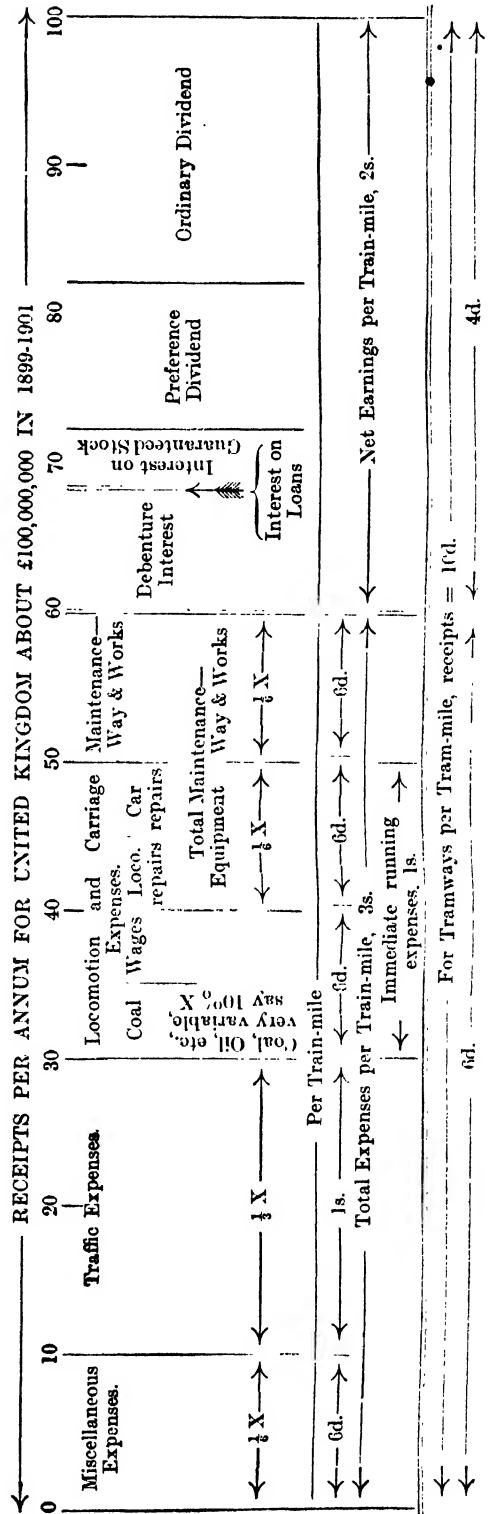 RECEIPTS PER ANNUM FOR UNITED KINGDOM ABOUT £100,000,000 IN 1899-1901
0 10 20 30 40 50 60 70 80 90 100
Miscellaneous
Expenses.
Traffic Expenses.
Locomotion and Carriage
Expenses.
Coal Wages Loco. Car
repairs repairs
Coal, Oil, etc.,
very variable,
say 10% X
Total Maintenance—
Equipment Way & Works
Maintenance—
Way & Works
Debenture
Interest
Interest on
Guaranteed Stock
Interest on
Loans
Preference
Dividend
Ordinary Dividend
1/6 X 1/3 X 1/6 X 1/6 X
Per Train-mile
6d. 1s. 6d. 6d. 6d.
Net Earnings per Train-mile, 2s.
Total Expenses per Train-mile, 3s.
Immediate running
expenses, 1s.
For Tramways per Tram-mile, receipts = 10d.
6d. 4d.